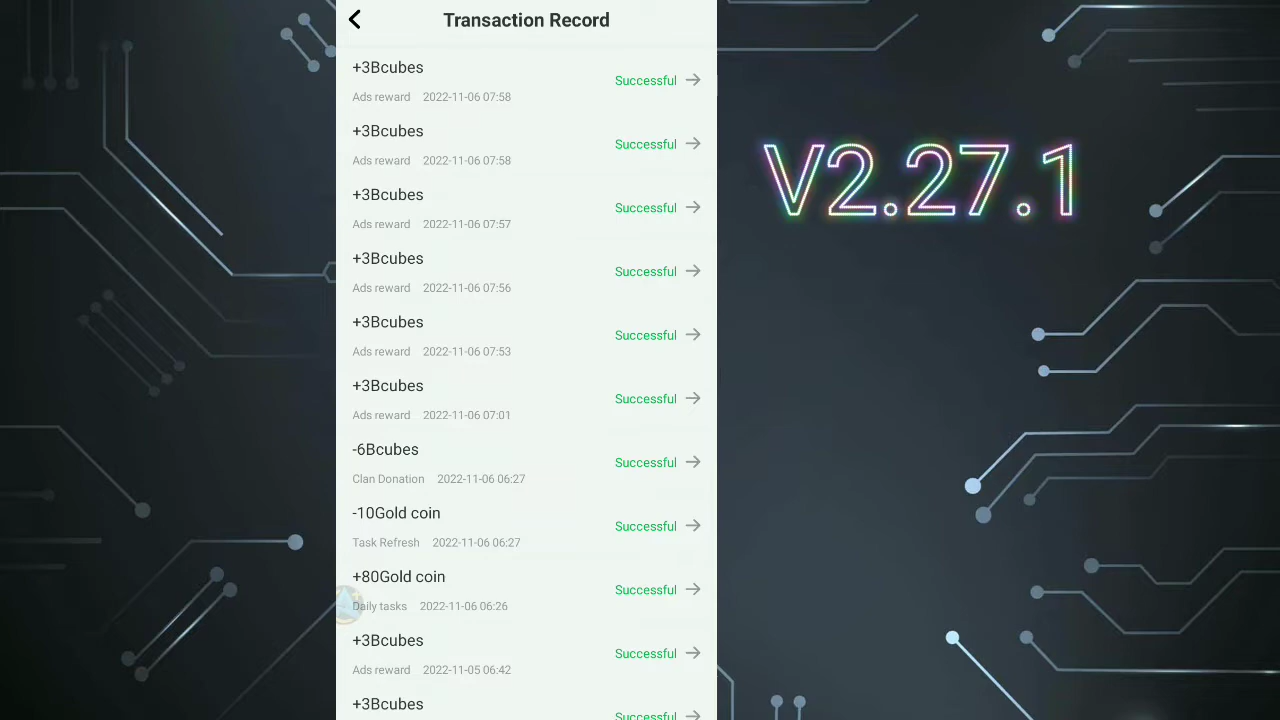 Transaction Record
+3Bcubes
Successful
Ads reward 2022-11-06 07:58
+3Bcubes
Successful
Ads reward 2022-11-06 07:58
+3Bcubes
Successful
Ads reward 2022-11-06 07:57
+3Bcubes
Successful
Ads reward 2022-11-06 07:56
+3Bcubes
Successful
Ads reward 2022-11-06 07:53
+3Bcubes
Successful
Ads reward 2022-11-06 07:01
-6Bcubes
Successful
Clan Donation 2022-11-06 06:27
-10Gold coin
Successful
Task Refresh 2022-11-06 06:27
+80Gold coin
Successful
Daily tasks 2022-11-06 06:26
+3Bcubes
Successful
Ads reward 2022-11-05 06:42
+3Bcubes
Successful
V2.27.1